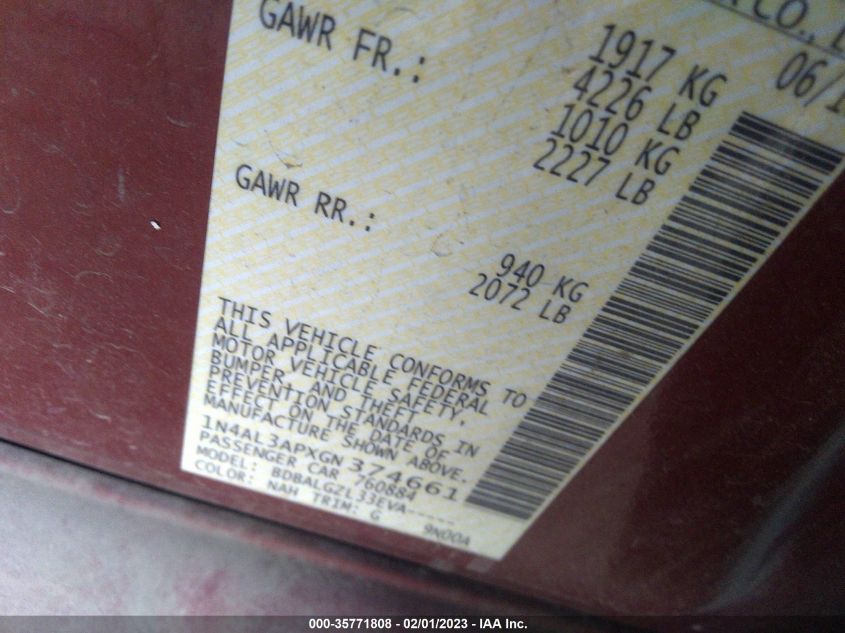 CO.,
06/1
1917 KG
4226 LB
GAWR FR.: 1010 KG
2227 LB
GAWR RR.: 940 KG
2072 LB
THIS VEHICLE CONFORMS TO
ALL APPLICABLE FEDERAL
MOTOR VEHICLE SAFETY,
BUMPER, AND THEFT
PREVENTION STANDARDS IN
EFFECT ON THE DATE OF
MANUFACTURE SHOWN ABOVE.
1N4AL3APXGN374661
PASSENGER CAR 760884
MODEL: BDBALGZL33EVA-----
COLOR: NAH TRIM: G 9N00A
000-35771808 - 02/01/2023 - IAA Inc.